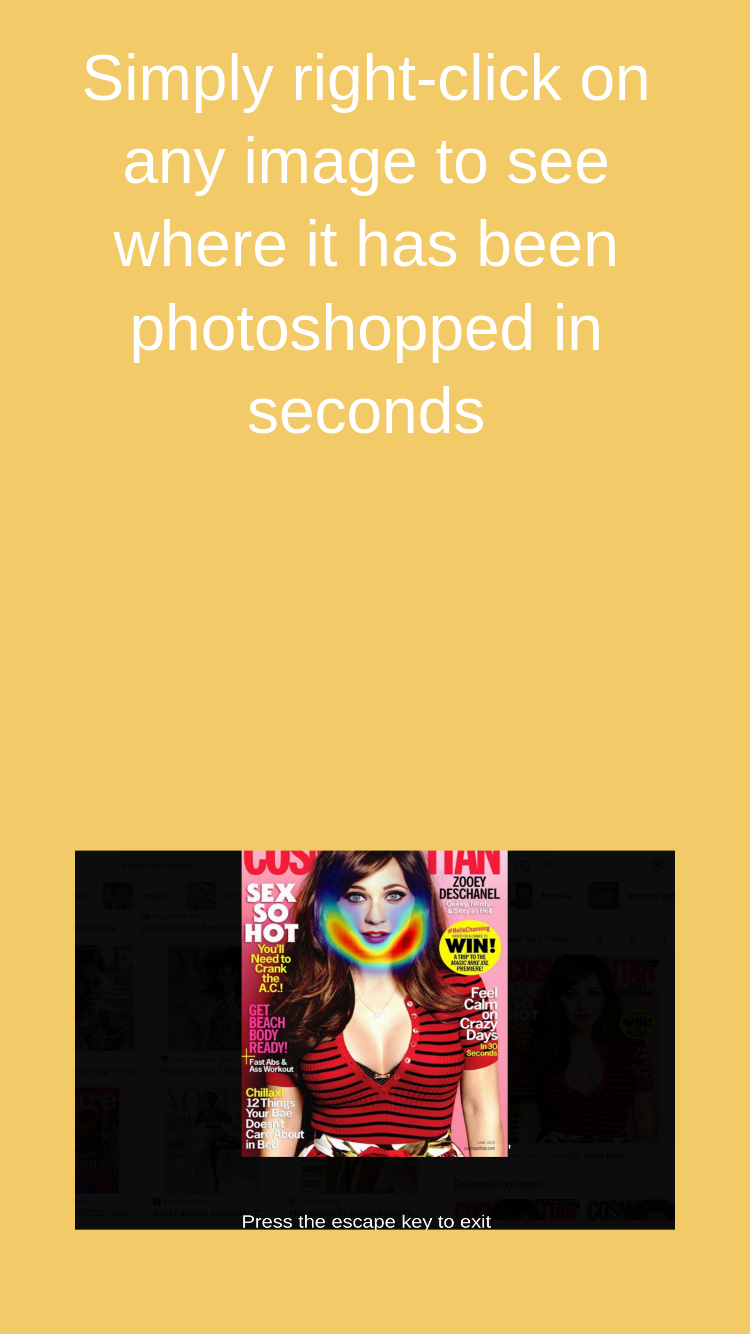 Simply right-click on
any image to see
where it has been
photoshopped in
seconds
SEX
SO
HOT
You'll
Need to
Crank
the
A.C.!
GET
BEACH
BODY
READY!
Fast Abs &
Ass Workout
Chillax!
12 Things
Your Bae
Doesn't
Care About
in Bed
ZOOEY
DESCHANEL
Quirky, Nerdy...
& Sexy as Hell
#HelloChanning
WIN!
A TRIP TO THE
MAGIC MIKE XXL
PREMIERE!
Feel
Calm
on
Crazy
Days
In 30
Seconds
Related content
Press the escape key to exit